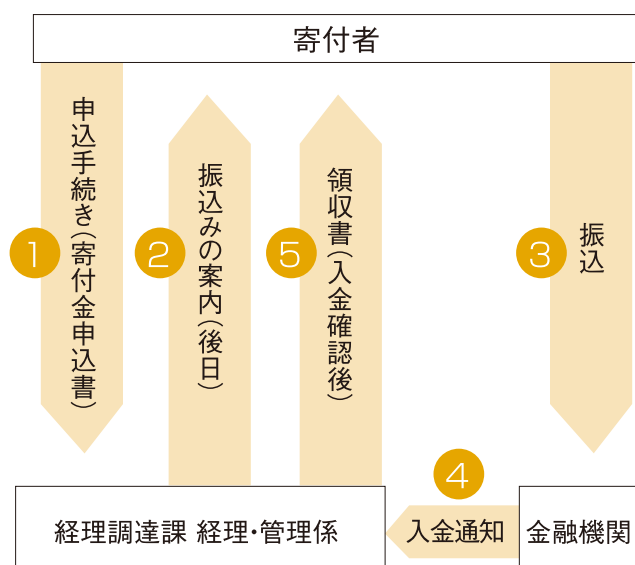 寄付者
1
申込手続き(寄付金申込書)
2
振込みの案内(後日)
5
領収書(入金確認後)
3
振込
4
入金通知
経理調達課 経理・管理係
金融機関